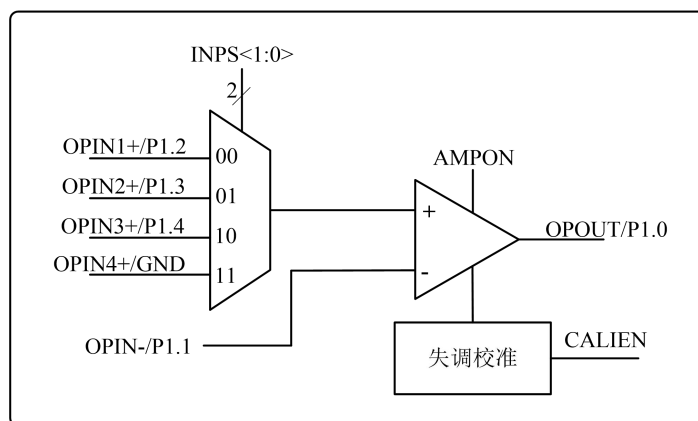 INPS<1:0>
2
OPIN1+/P1.2
00
AMPON
OPIN2+/P1.3
01
+
OPIN3+/P1.4
10
OPOUT/P1.0
OPIN4+/GND
11
-
OPIN-/P1.1
失调校准
CALIEN